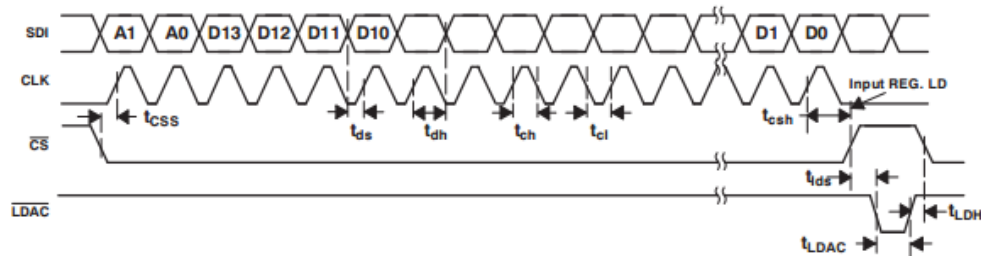 SDI A1 A0 D13 D12 D11 D10 D1 D0
CLK Input REG. LD
tCSS tds tdh tch tcl tcsh
CS
tlds
LDAC tLDH
tLDAC